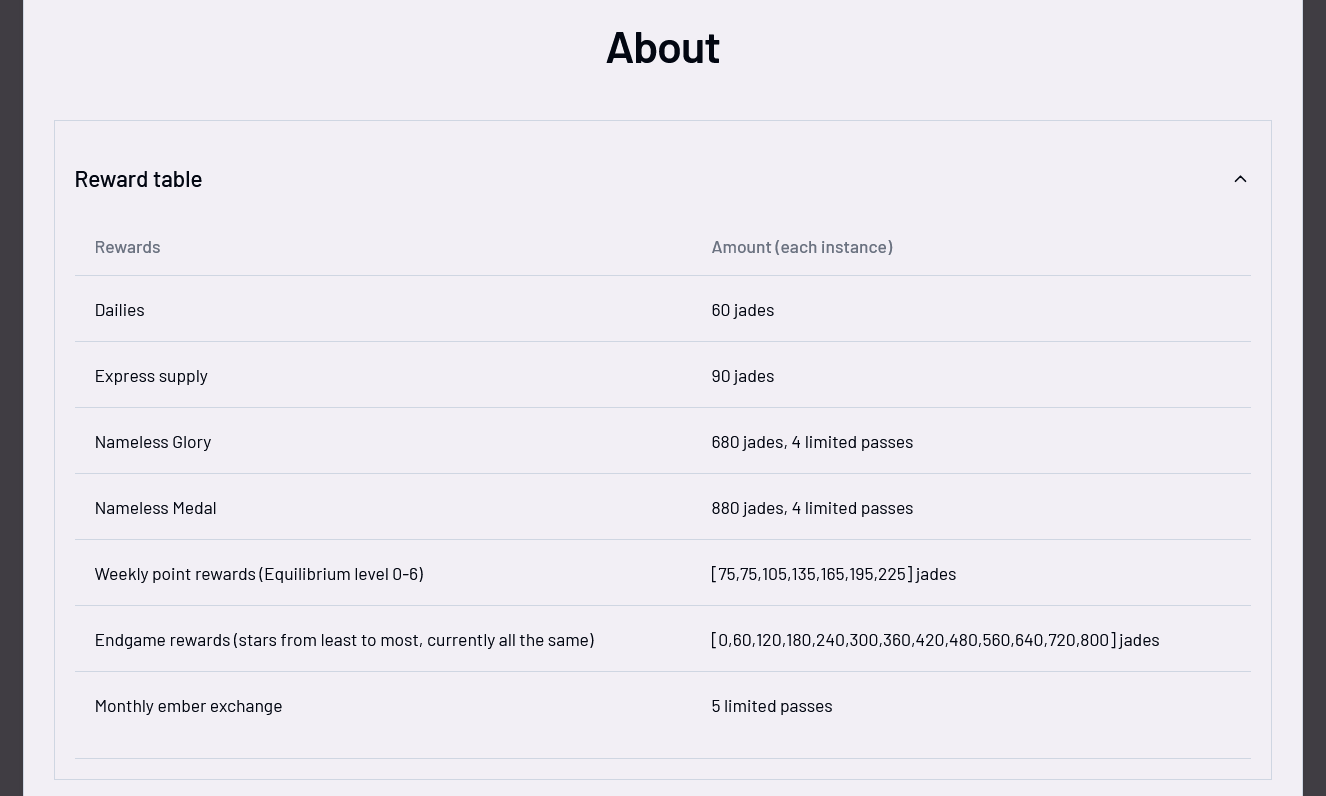 About
Reward table
Rewards Amount (each instance)
Dailies 60 jades
Express supply 90 jades
Nameless Glory 680 jades, 4 limited passes
Nameless Medal 880 jades, 4 limited passes
Weekly point rewards (Equilibrium level 0-6) [75,75,105,135,165,195,225] jades
Endgame rewards (stars from least to most, currently all the same) [0,60,120,180,240,300,360,420,480,560,640,720,800] jades
Monthly ember exchange 5 limited passes